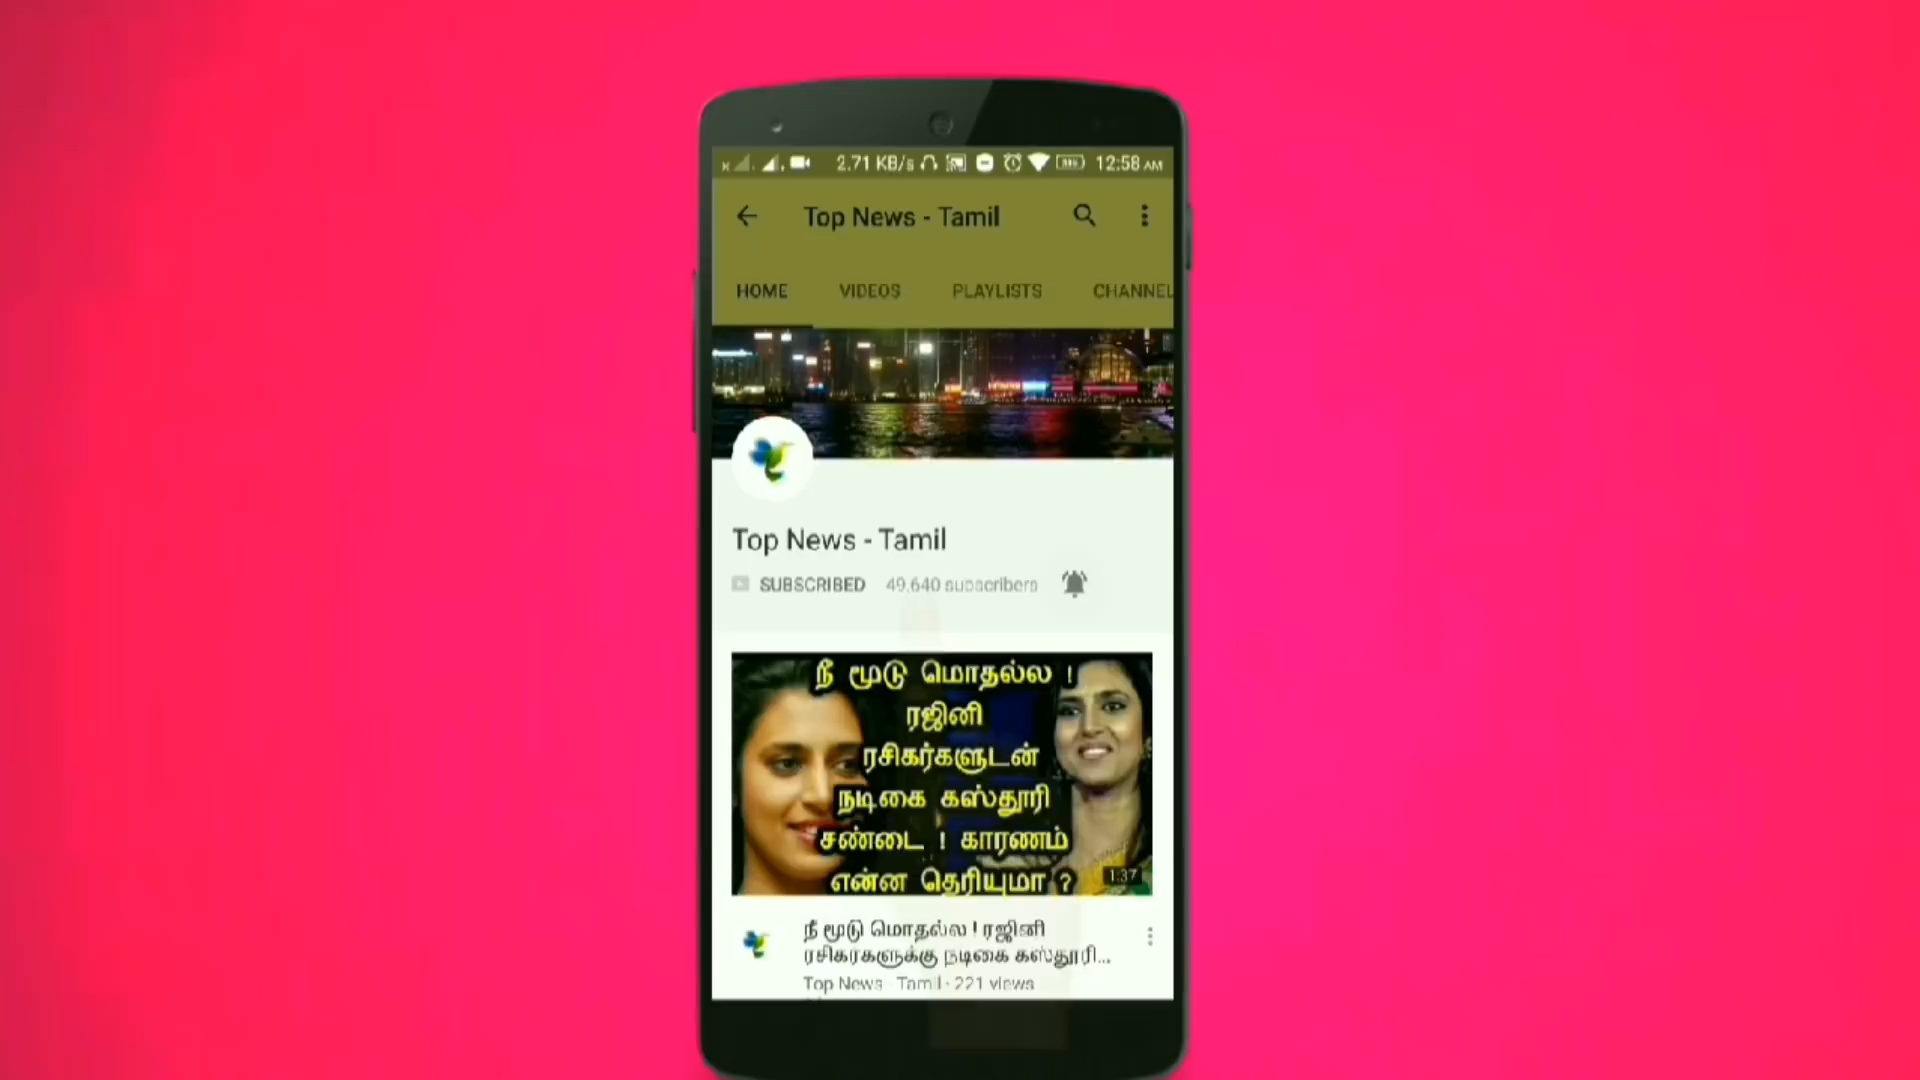 2.71 KB/s 12:58 AM
Top News - Tamil
HOME VIDEOS PLAYLISTS CHANNEL
Top News - Tamil
SUBSCRIBED 49,640 subscribers
நீ மூடு மொதல்ல !
ரஜினி
ரசிகர்களுடன்
நடிகை கஸ்தூரி
சண்டை ! காரணம்
என்ன தெரியுமா ?
1:37
நீ மூடு மொதல்ல ! ரஜினி
ரசிகர்களுக்கு நடிகை கஸ்தூரி...
Top News - Tamil · 221 views